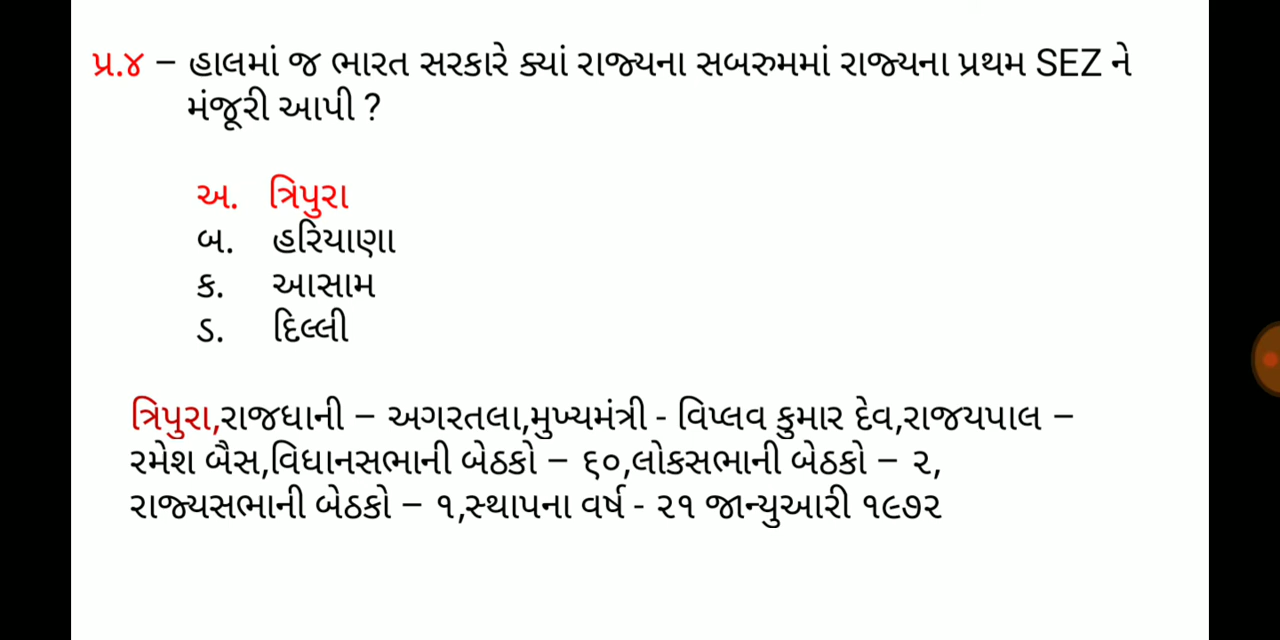 પ્ર.૪ – હાલમાં જ ભારત સરકારે ક્યાં રાજ્યના સબરુમમાં રાજ્યના પ્રથમ SEZ ને
મંજૂરી આપી ?
અ. ત્રિપુરા
બ. હરિયાણા
ક. આસામ
ડ. દિલ્લી
ત્રિપુરા,રાજધાની – અગરતલા,મુખ્યમંત્રી - વિપ્લવ કુમાર દેવ,રાજયપાલ –
રમેશ બૈસ,વિધાનસભાની બેઠકો – ૬૦,લોકસભાની બેઠકો – ૨,
રાજ્યસભાની બેઠકો – ૧,સ્થાપના વર્ષ - ૨૧ જાન્યુઆરી ૧૯૭૨